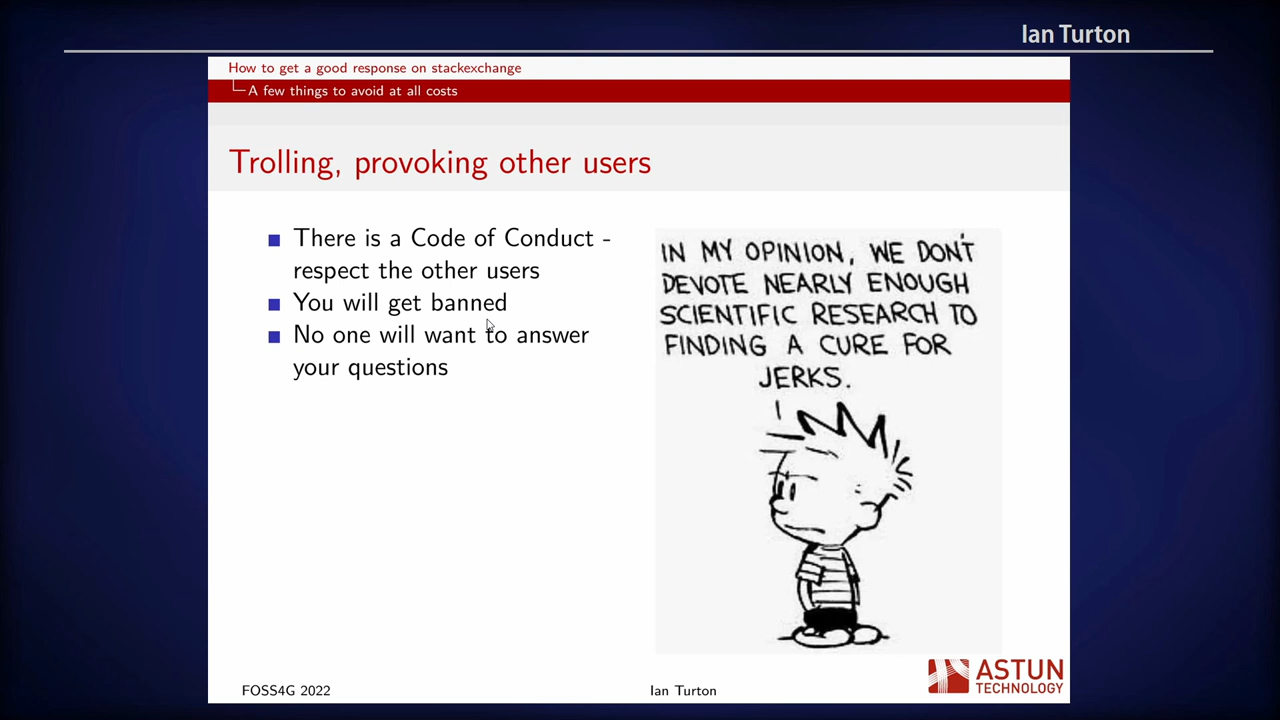 Ian Turton
How to get a good response on stackexchange
A few things to avoid at all costs
Trolling, provoking other users
There is a Code of Conduct -
respect the other users
You will get banned
No one will want to answer
your questions
IN MY OPINION, WE DON'T
DEVOTE NEARLY ENOUGH
SCIENTIFIC RESEARCH TO
FINDING A CURE FOR
JERKS.
FOSS4G 2022
Ian Turton
ASTUN
TECHNOLOGY